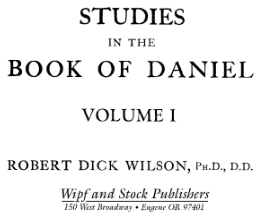 STUDIES
IN THE
BOOK OF DANIEL
VOLUME I
ROBERT DICK WILSON, PH.D., D.D.
Wipf and Stock Publishers
150 West Broadway • Eugene OR 97401